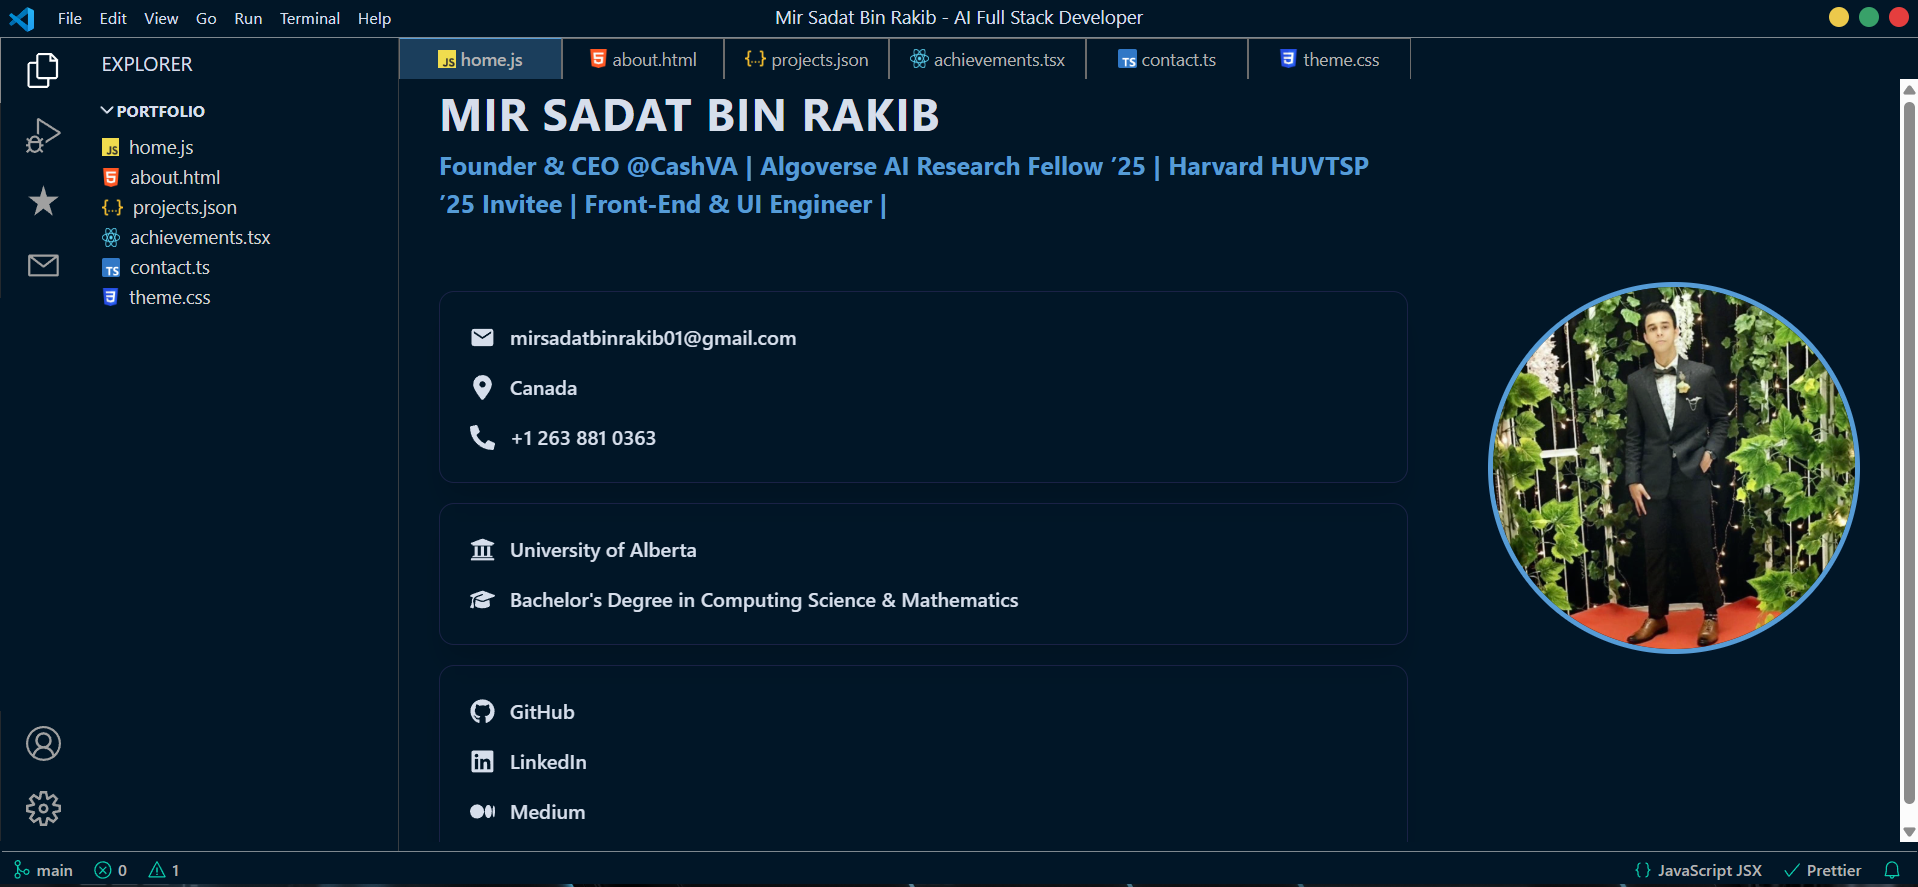 File Edit View Go Run Terminal Help
Mir Sadat Bin Rakib - AI Full Stack Developer
EXPLORER
PORTFOLIO
home.js
about.html
projects.json
achievements.tsx
contact.ts
theme.css
home.js about.html projects.json achievements.tsx contact.ts theme.css
MIR SADAT BIN RAKIB
Founder & CEO @CashVA | Algoverse AI Research Fellow ’25 | Harvard HUVTSP
’25 Invitee | Front-End & UI Engineer |
mirsadatbinrakib01@gmail.com
Canada
+1 263 881 0363
University of Alberta
Bachelor's Degree in Computing Science & Mathematics
GitHub
LinkedIn
Medium
main 0 1
JavaScript JSX Prettier